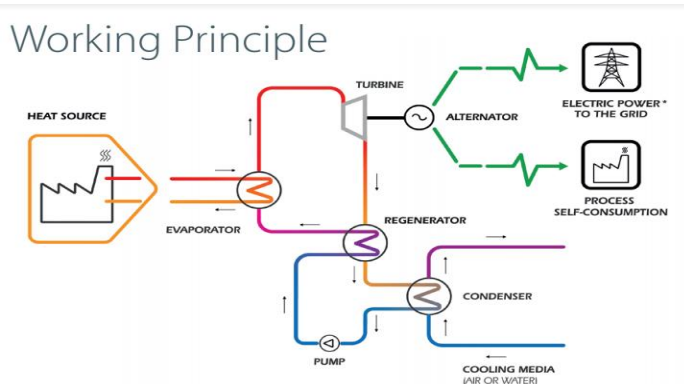 Working Principle
HEAT SOURCE
TURBINE
ALTERNATOR
ELECTRIC POWER*
TO THE GRID
PROCESS
SELF-CONSUMPTION
EVAPORATOR
REGENERATOR
CONDENSER
PUMP
COOLING MEDIA
(AIR OR WATER)